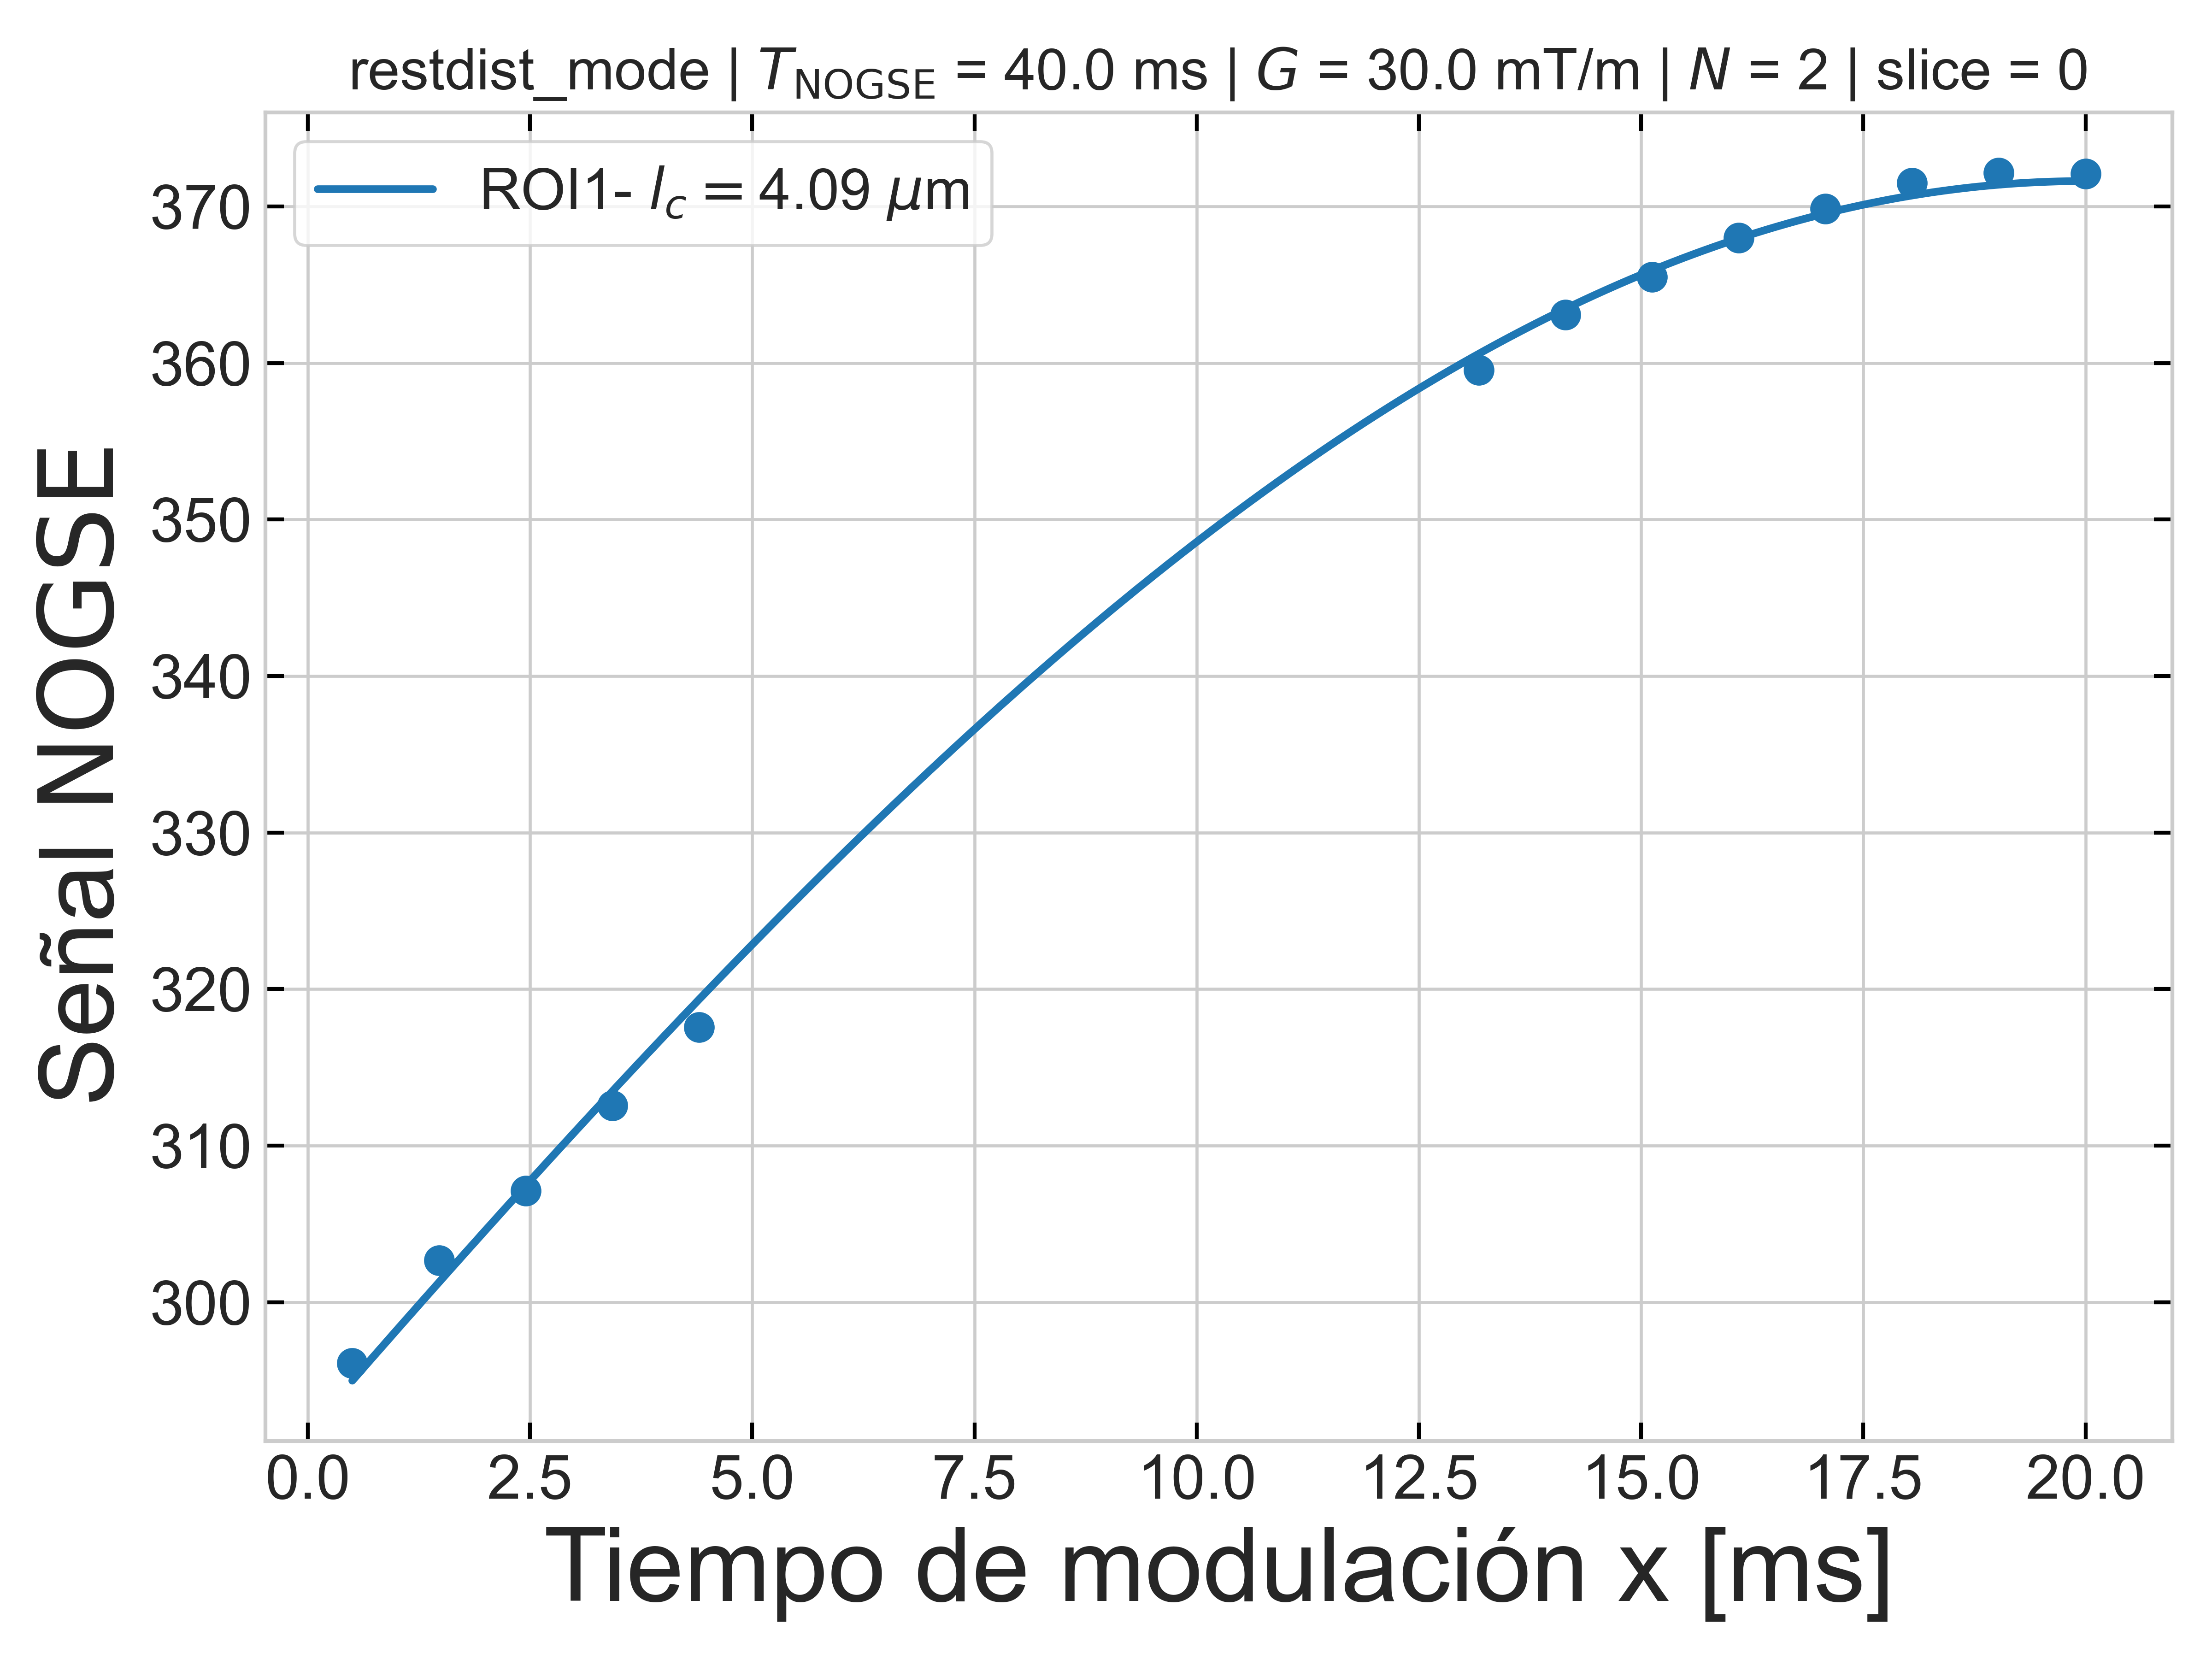 restdist_mode | T_NOGSE = 40.0 ms | G = 30.0 mT/m | N = 2 | slice = 0
ROI1- l_c = 4.09 μm
Señal NOGSE
370
360
350
340
330
320
310
300
0.0 2.5 5.0 7.5 10.0 12.5 15.0 17.5 20.0
Tiempo de modulación x [ms]